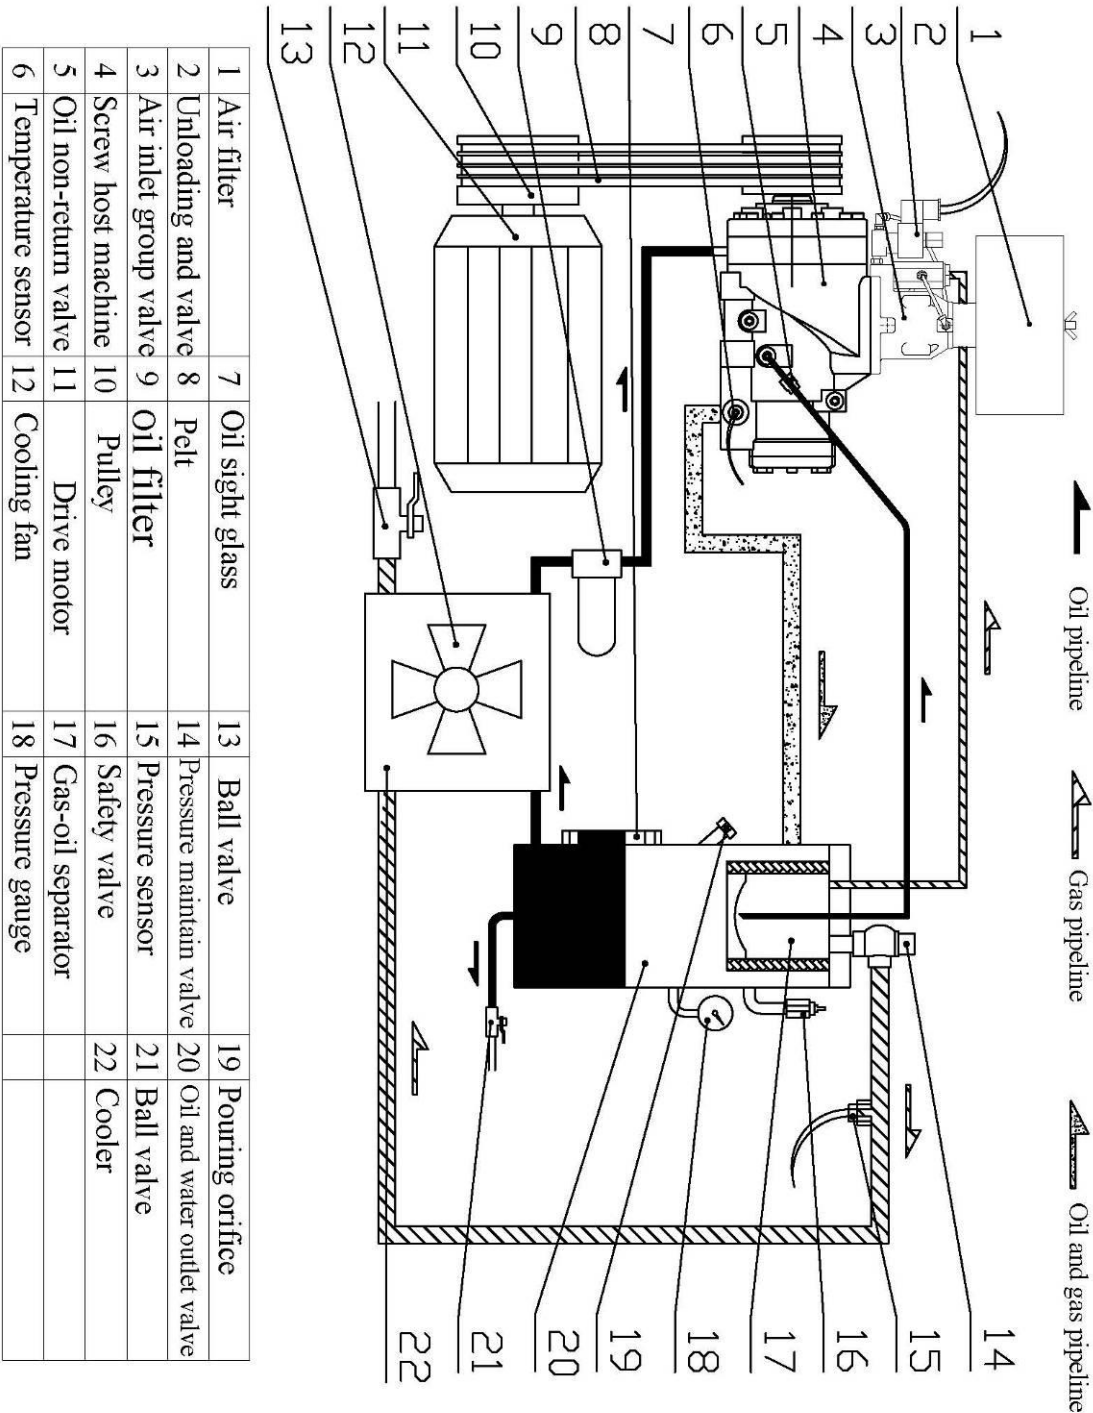 Oil pipeline
Gas pipeline
Oil and gas pipeline
1
2
3
4
5
6
7
8
9
10
11
12
13
14
15
16
17
18
19
20
21
22
1 Air filter 7 Oil sight glass 13 Ball valve 19 Pouring orifice
2 Unloading and valve 8 Pelt 14 Pressure maintain valve 20 Oil and water outlet valve
3 Air inlet group valve 9 Oil filter 15 Pressure sensor 21 Ball valve
4 Screw host machine 10 Pulley 16 Safety valve 22 Cooler
5 Oil non-return valve 11 Drive motor 17 Gas-oil separator
6 Temperature sensor 12 Cooling fan 18 Pressure gauge